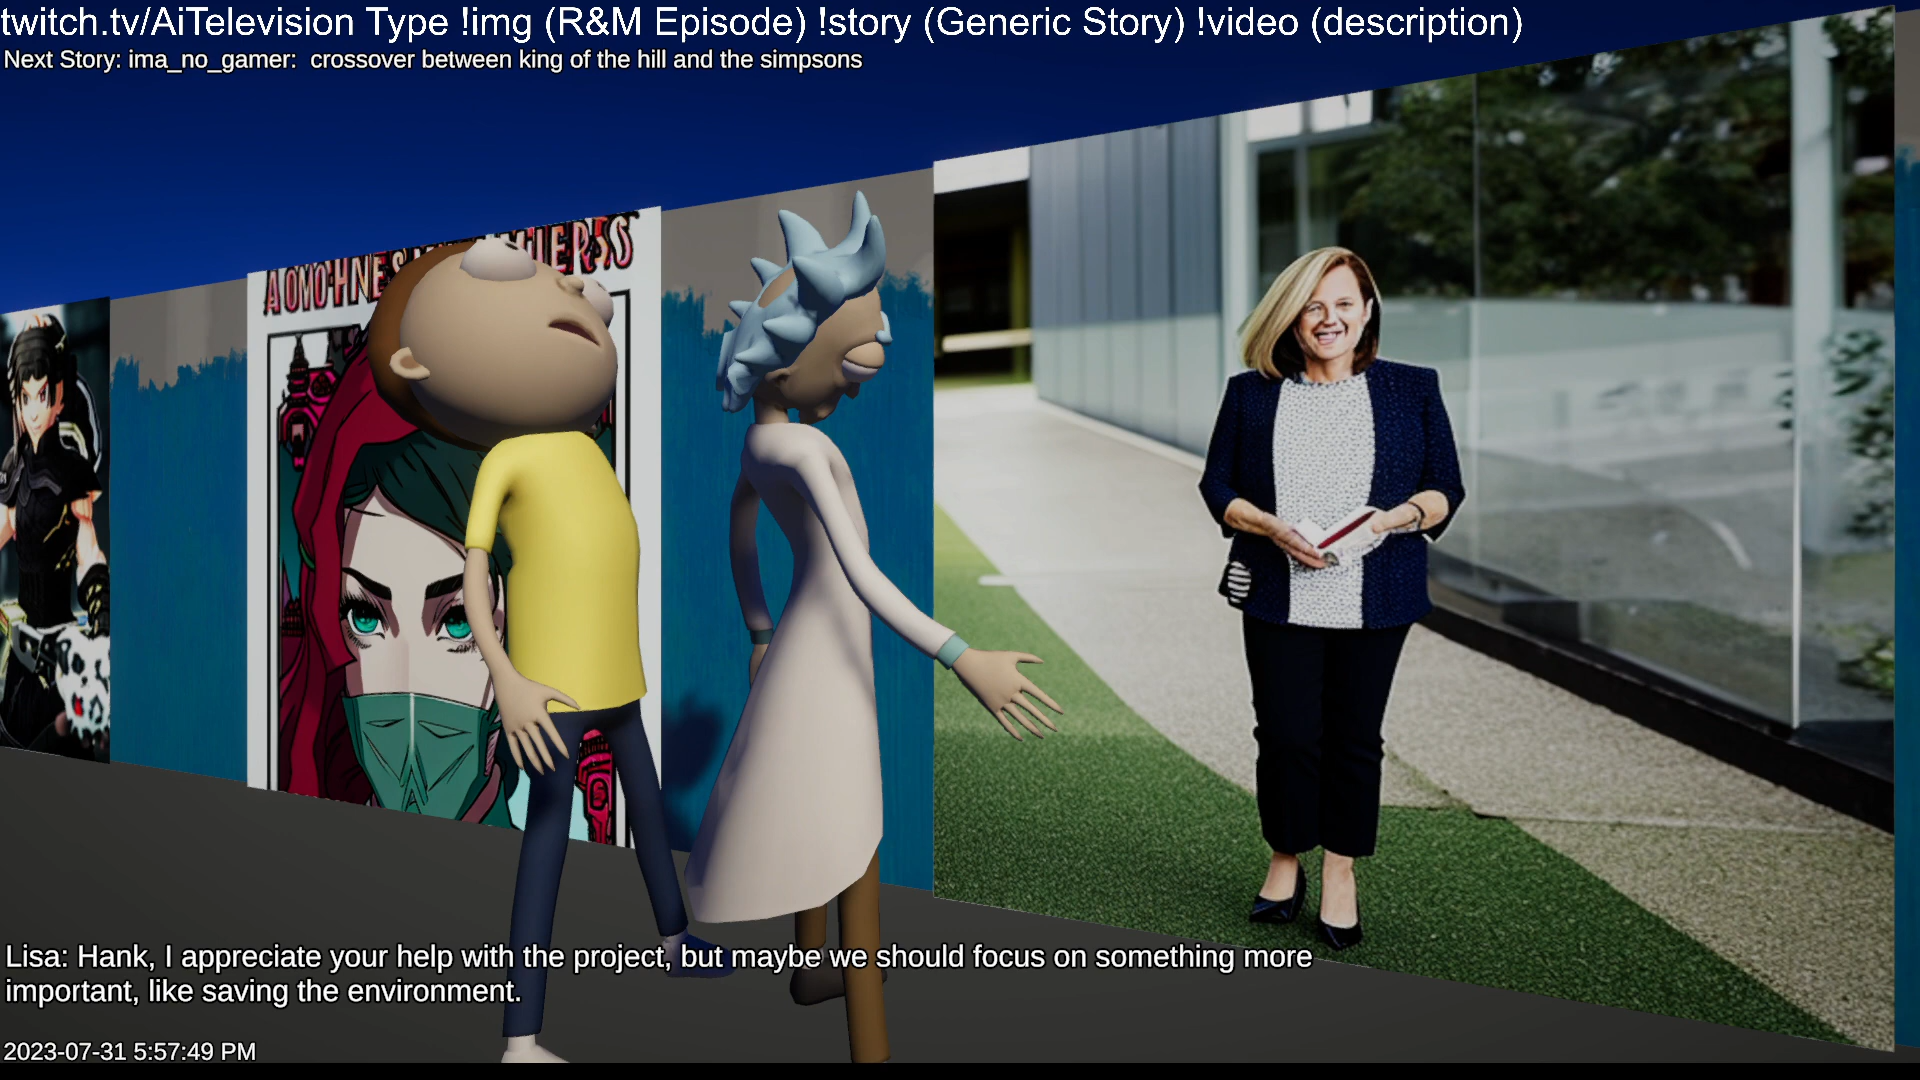 twitch.tv/AiTelevision Type !img (R&M Episode) !story (Generic Story) !video (description)
Next Story: ima_no_gamer:  crossover between king of the hill and the simpsons
Lisa: Hank, I appreciate your help with the project, but maybe we should focus on something more
important, like saving the environment.
2023-07-31 5:57:49 PM